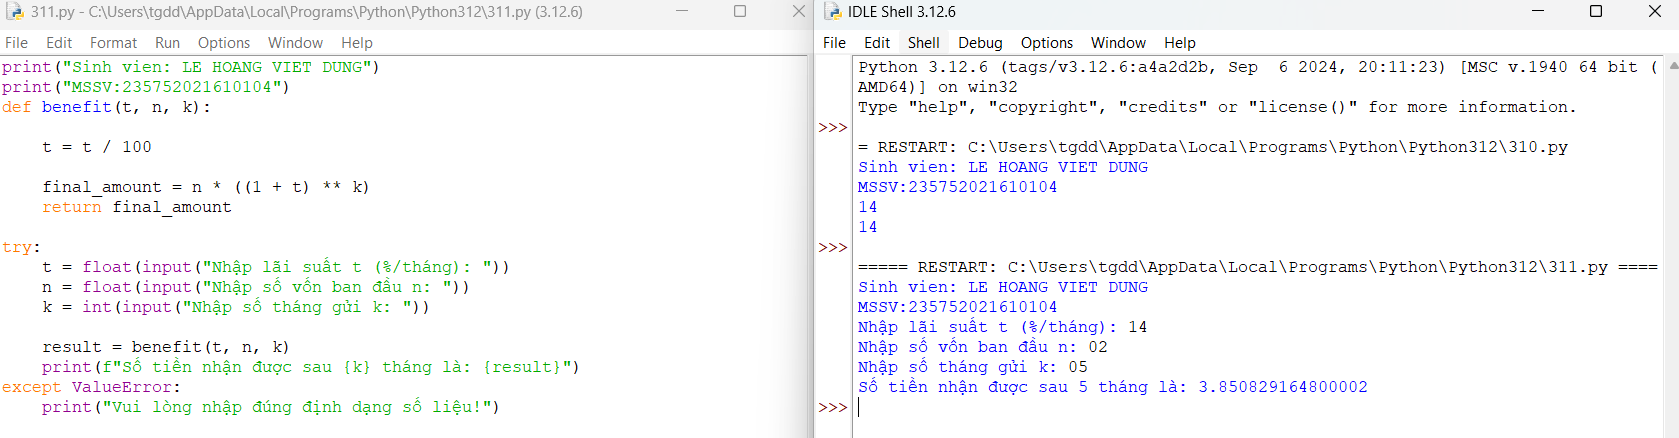 311.py - C:\Users\tgdd\AppData\Local\Programs\Python\Python312\311.py (3.12.6)
File Edit Format Run Options Window Help
print("Sinh vien: LE HOANG VIET DUNG")
print("MSSV:235752021610104")
def benefit(t, n, k):
    t = t / 100
    final_amount = n * ((1 + t) ** k)
    return final_amount
try:
    t = float(input("Nhập lãi suất t (%/tháng): "))
    n = float(input("Nhập số vốn ban đầu n: "))
    k = int(input("Nhập số tháng gửi k: "))
    result = benefit(t, n, k)
    print(f"Số tiền nhận được sau {k} tháng là: {result}")
except ValueError:
    print("Vui lòng nhập đúng định dạng số liệu!")
IDLE Shell 3.12.6
File Edit Shell Debug Options Window Help
Python 3.12.6 (tags/v3.12.6:a4a2d2b, Sep  6 2024, 20:11:23) [MSC v.1940 64 bit (
AMD64)] on win32
Type "help", "copyright", "credits" or "license()" for more information.
>>>
= RESTART: C:\Users\tgdd\AppData\Local\Programs\Python\Python312\310.py
Sinh vien: LE HOANG VIET DUNG
MSSV:235752021610104
14
14
>>>
===== RESTART: C:\Users\tgdd\AppData\Local\Programs\Python\Python312\311.py ====
Sinh vien: LE HOANG VIET DUNG
MSSV:235752021610104
Nhập lãi suất t (%/tháng): 14
Nhập số vốn ban đầu n: 02
Nhập số tháng gửi k: 05
Số tiền nhận được sau 5 tháng là: 3.850829164800002
>>>